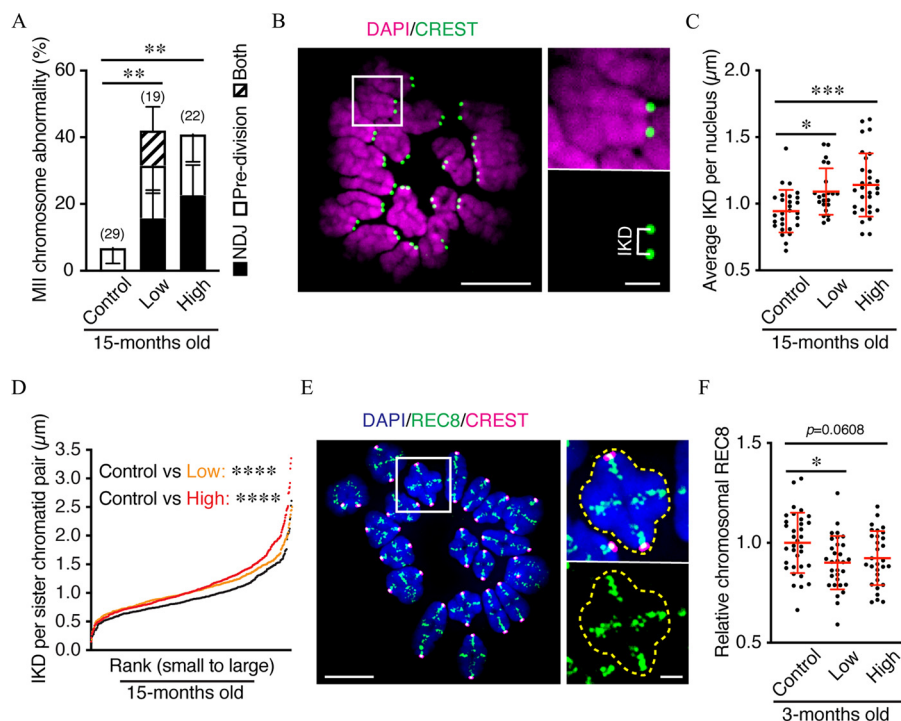 A
MII chromosome abnormality (%)
60
40
20
0
**
**
(29)
(19)
(22)
Control
Low
High
15-months old
NDJ
Pre-division
Both
B
DAPI/CREST
IKD
C
Average IKD per nucleus (µm)
2.0
1.5
1.0
0.5
***
*
Control
Low
High
15-months old
D
IKD per sister chromatid pair (µm)
3.5
3.0
2.5
2.0
1.5
1.0
0.5
0.0
Control vs Low: ****
Control vs High: ****
Rank (small to large)
15-months old
E
DAPI/REC8/CREST
F
Relative chromosomal REC8
1.5
1.0
0.5
p=0.0608
*
Control
Low
High
3-months old